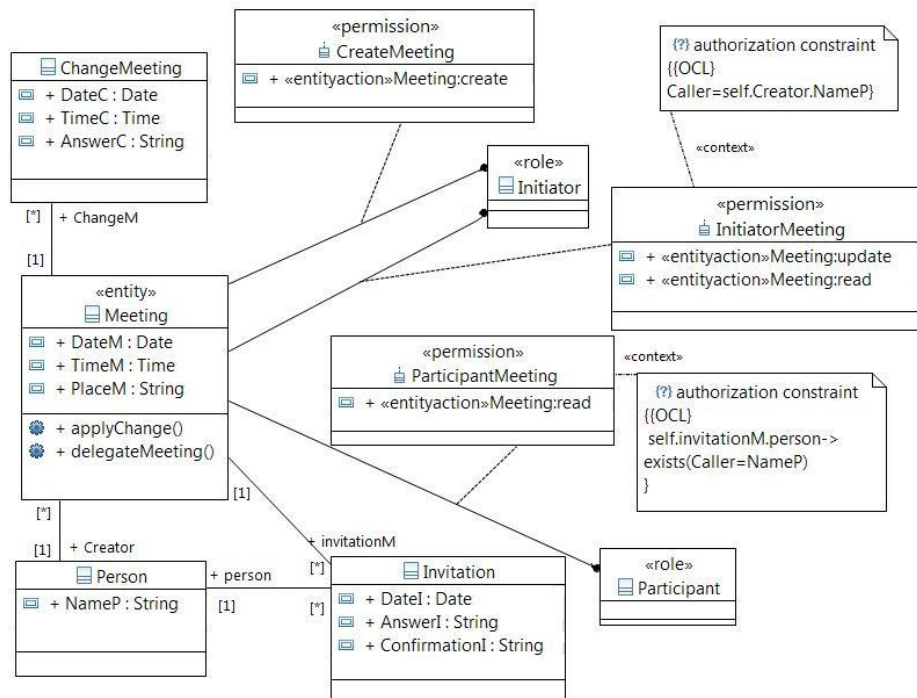 «permission»
CreateMeeting
+ «entityaction»Meeting:create
{?} authorization constraint
{{OCL}
Caller=self.Creator.NameP}
ChangeMeeting
+ DateC : Date
+ TimeC : Time
+ AnswerC : String
«context»
«role»
Initiator
«permission»
InitiatorMeeting
+ «entityaction»Meeting:update
+ «entityaction»Meeting:read
[*]
+ ChangeM
[1]
«entity»
Meeting
+ DateM : Date
+ TimeM : Time
+ PlaceM : String
+ applyChange()
+ delegateMeeting()
«permission»
ParticipantMeeting
+ «entityaction»Meeting:read
«context»
{?} authorization constraint
{{OCL}
self.invitationM.person->
exists(Caller=NameP)
}
[1]
[*]
[1]
+ Creator
+ invitationM
[*]
Person
+ NameP : String
+ person
[1]
[*]
Invitation
+ DateI : Date
+ AnswerI : String
+ ConfirmationI : String
«role»
Participant